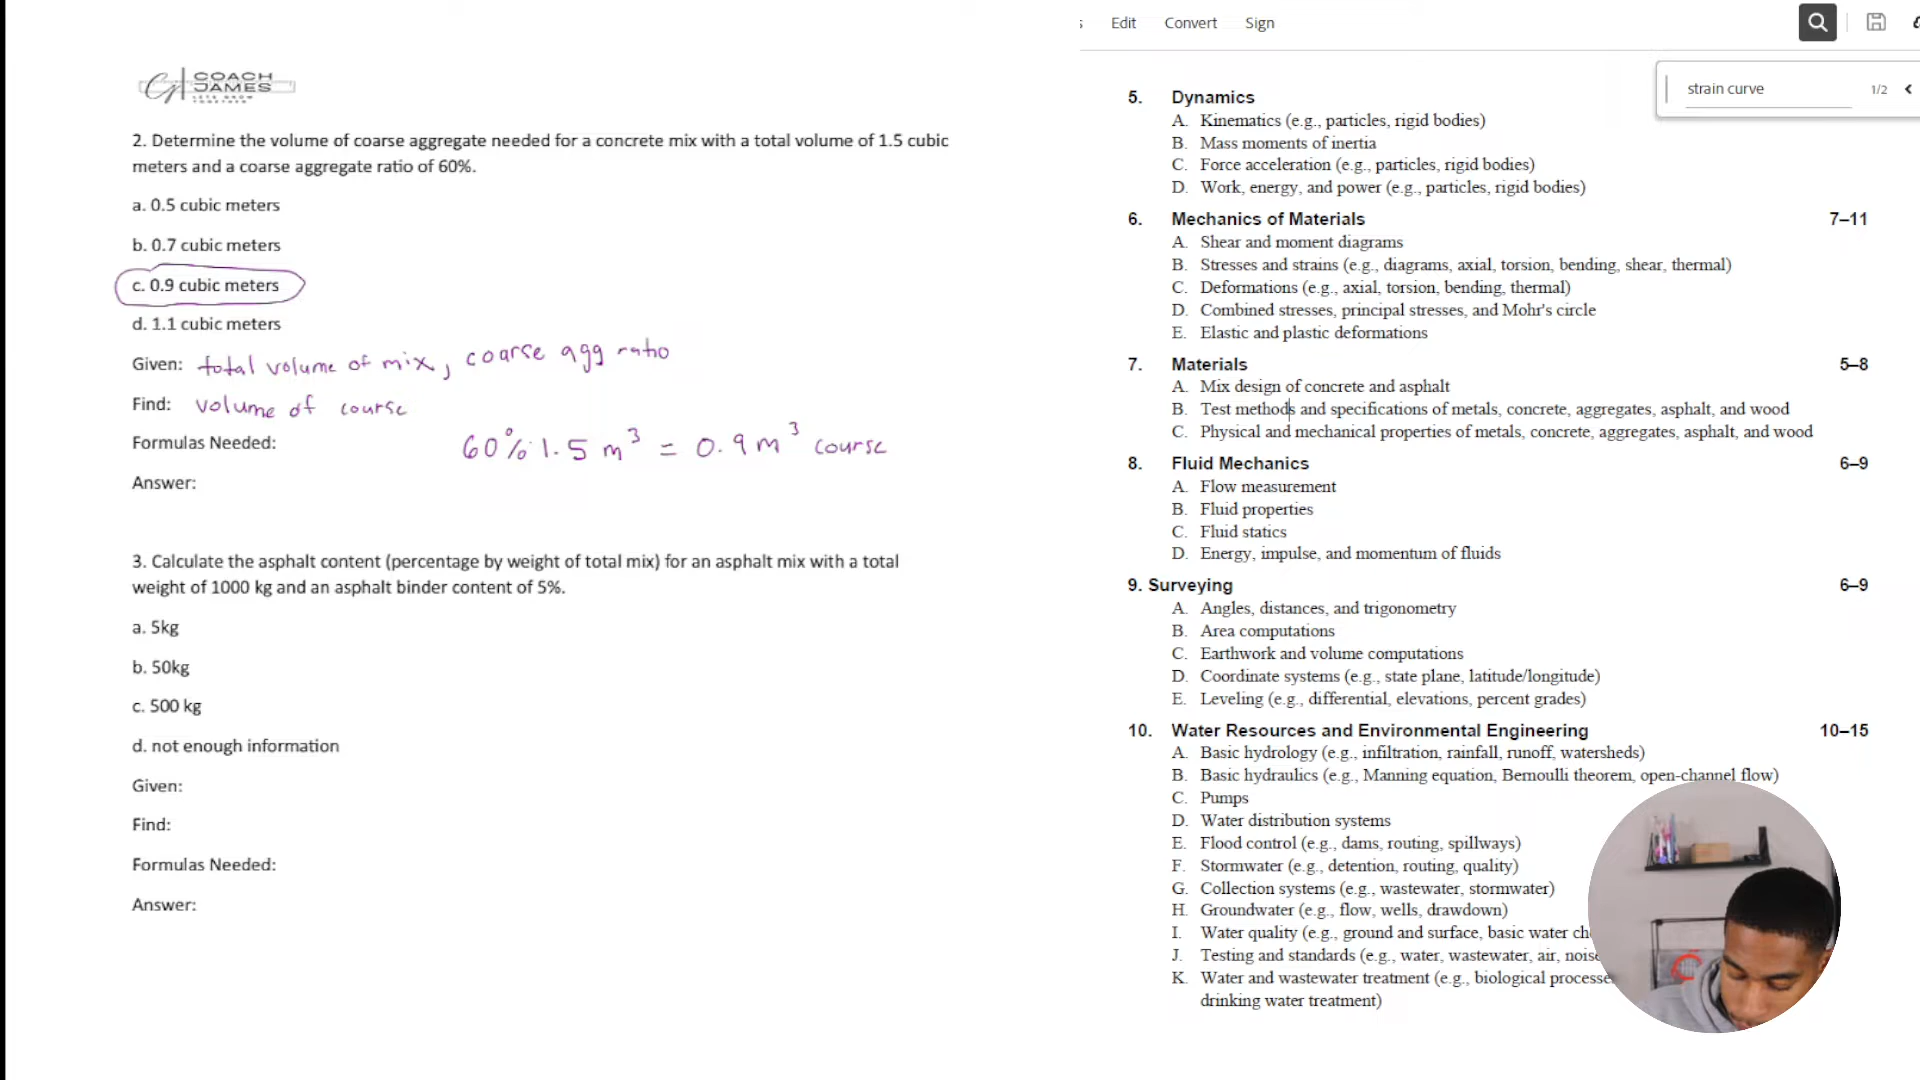 COACH
JAMES
2. Determine the volume of coarse aggregate needed for a concrete mix with a total volume of 1.5 cubic
meters and a coarse aggregate ratio of 60%.
a. 0.5 cubic meters
b. 0.7 cubic meters
c. 0.9 cubic meters
d. 1.1 cubic meters
Given: total volume of mix, coarse agg ratio
Find: volume of course
Formulas Needed:
60% 1.5 m³ = 0.9 m³ course
Answer:
3. Calculate the asphalt content (percentage by weight of total mix) for an asphalt mix with a total
weight of 1000 kg and an asphalt binder content of 5%.
a. 5kg
b. 50kg
c. 500 kg
d. not enough information
Given:
Find:
Formulas Needed:
Answer:
Edit Convert Sign
strain curve 1/2
5. Dynamics
A. Kinematics (e.g., particles, rigid bodies)
B. Mass moments of inertia
C. Force acceleration (e.g., particles, rigid bodies)
D. Work, energy, and power (e.g., particles, rigid bodies)
6. Mechanics of Materials 7–11
A. Shear and moment diagrams
B. Stresses and strains (e.g., diagrams, axial, torsion, bending, shear, thermal)
C. Deformations (e.g., axial, torsion, bending, thermal)
D. Combined stresses, principal stresses, and Mohr's circle
E. Elastic and plastic deformations
7. Materials 5–8
A. Mix design of concrete and asphalt
B. Test methods and specifications of metals, concrete, aggregates, asphalt, and wood
C. Physical and mechanical properties of metals, concrete, aggregates, asphalt, and wood
8. Fluid Mechanics 6–9
A. Flow measurement
B. Fluid properties
C. Fluid statics
D. Energy, impulse, and momentum of fluids
9. Surveying 6–9
A. Angles, distances, and trigonometry
B. Area computations
C. Earthwork and volume computations
D. Coordinate systems (e.g., state plane, latitude/longitude)
E. Leveling (e.g., differential, elevations, percent grades)
10. Water Resources and Environmental Engineering 10–15
A. Basic hydrology (e.g., infiltration, rainfall, runoff, watersheds)
B. Basic hydraulics (e.g., Manning equation, Bernoulli theorem, open-channel flow)
C. Pumps
D. Water distribution systems
E. Flood control (e.g., dams, routing, spillways)
F. Stormwater (e.g., detention, routing, quality)
G. Collection systems (e.g., wastewater, stormwater)
H. Groundwater (e.g., flow, wells, drawdown)
I. Water quality (e.g., ground and surface, basic water
J. Testing and standards (e.g., water, wastewater, air,
K. Water and wastewater treatment (e.g., biological
drinking water treatment)